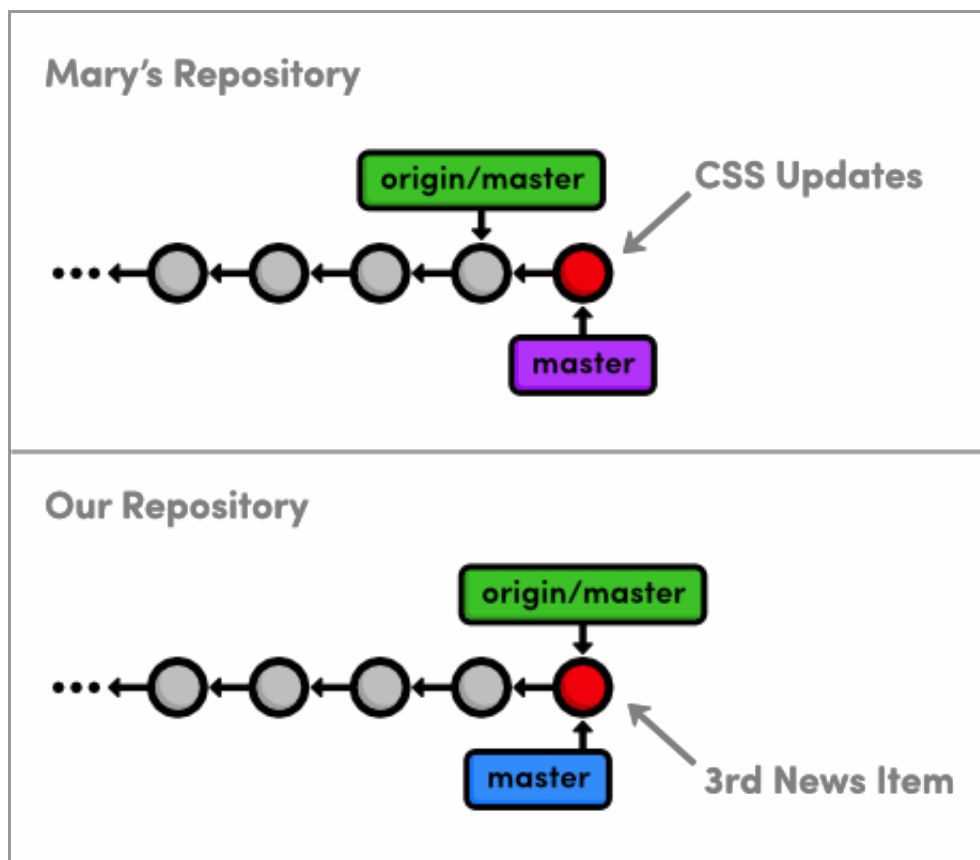 Mary’s Repository
origin/master
CSS Updates
master
Our Repository
origin/master
master
3rd News Item